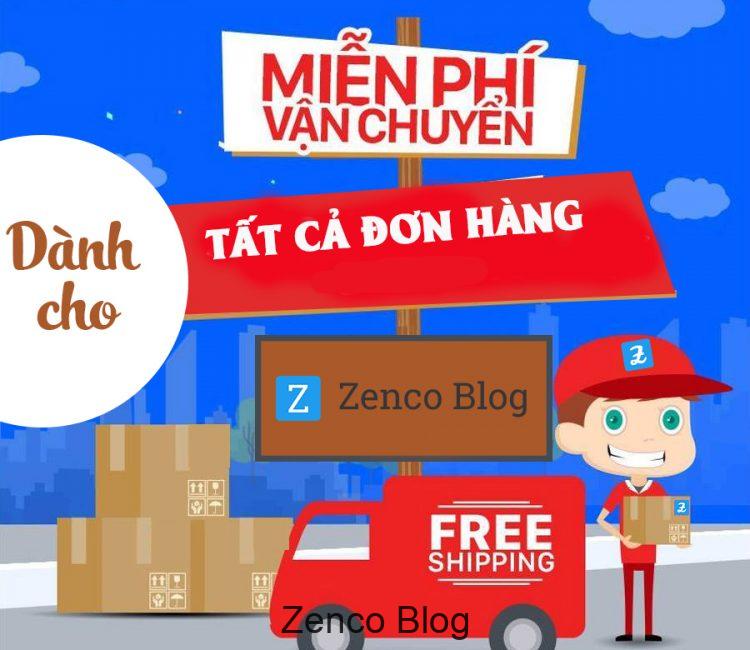 MIỄN PHÍ
VẬN CHUYỂN
Dành
cho
TẤT CẢ ĐƠN HÀNG
Z Zenco Blog
Z
Z
FREE
SHIPPING
Zenco Blog